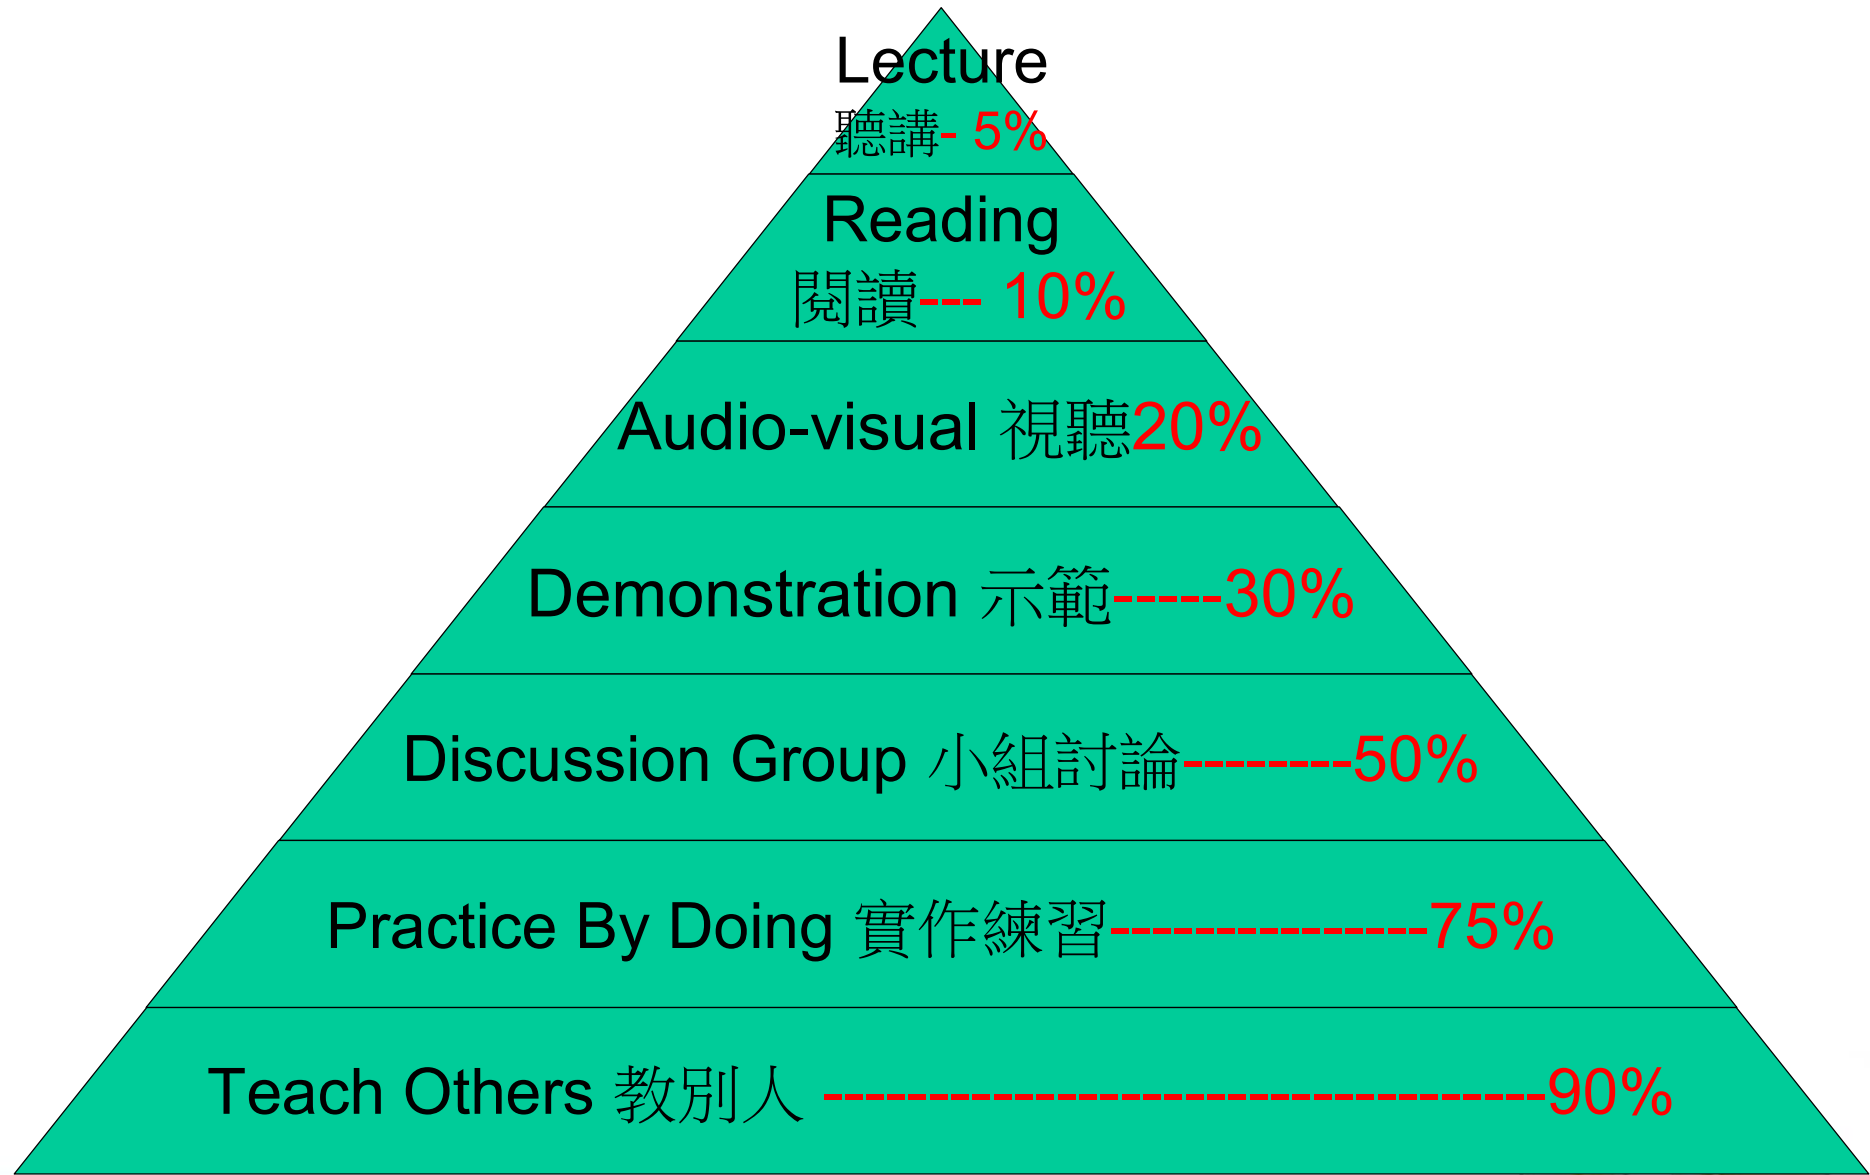 Lecture
聽講- 5%
Reading
閱讀--- 10%
Audio-visual 視聽20%
Demonstration 示範-----30%
Discussion Group 小組討論--------50%
Practice By Doing 實作練習---------------75%
Teach Others 教別人 ----------------------------------90%